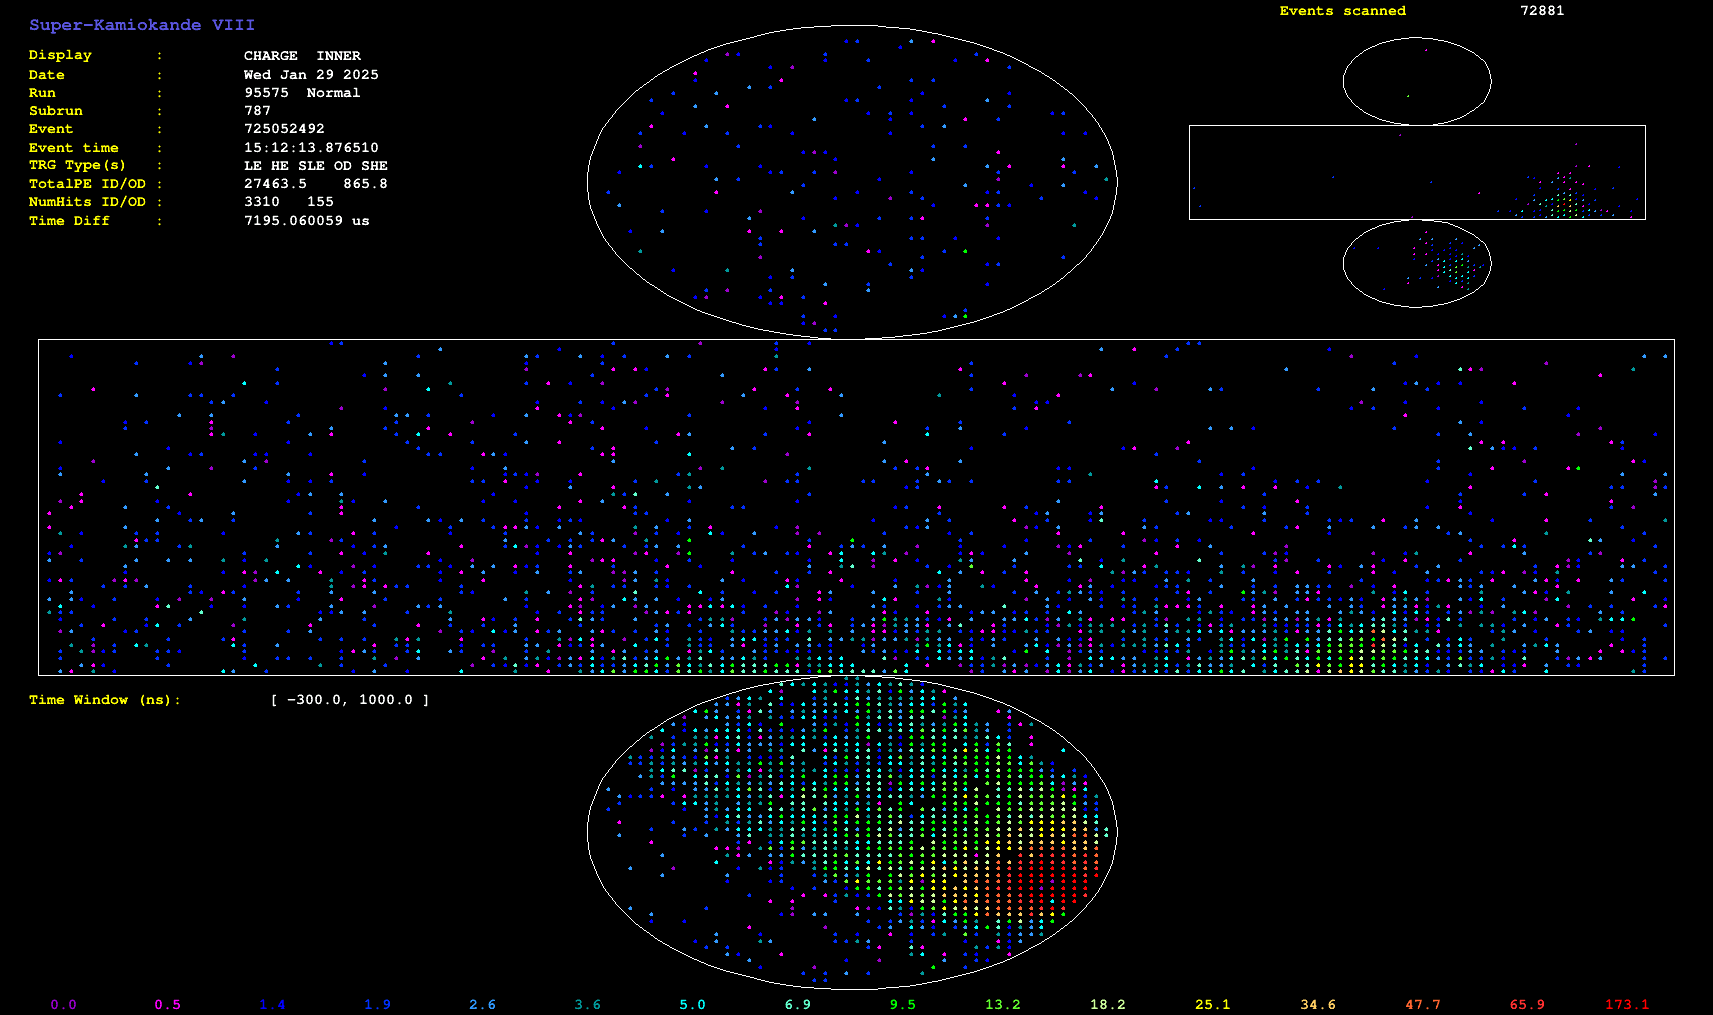 Super-Kamiokande VIII
Events scanned 72881
Display : CHARGE INNER
Date : Wed Jan 29 2025
Run : 95575 Normal
Subrun : 787
Event : 725052492
Event time : 15:12:13.876510
TRG Type(s) : LE HE SLE OD SHE
TotalPE ID/OD : 27463.5 865.8
NumHits ID/OD : 3310 155
Time Diff : 7195.060059 us
Time Window (ns): [ -300.0, 1000.0 ]
0.0 0.5 1.4 1.9 2.6 3.6 5.0 6.9 9.5 13.2 18.2 25.1 34.6 47.7 65.9 173.1